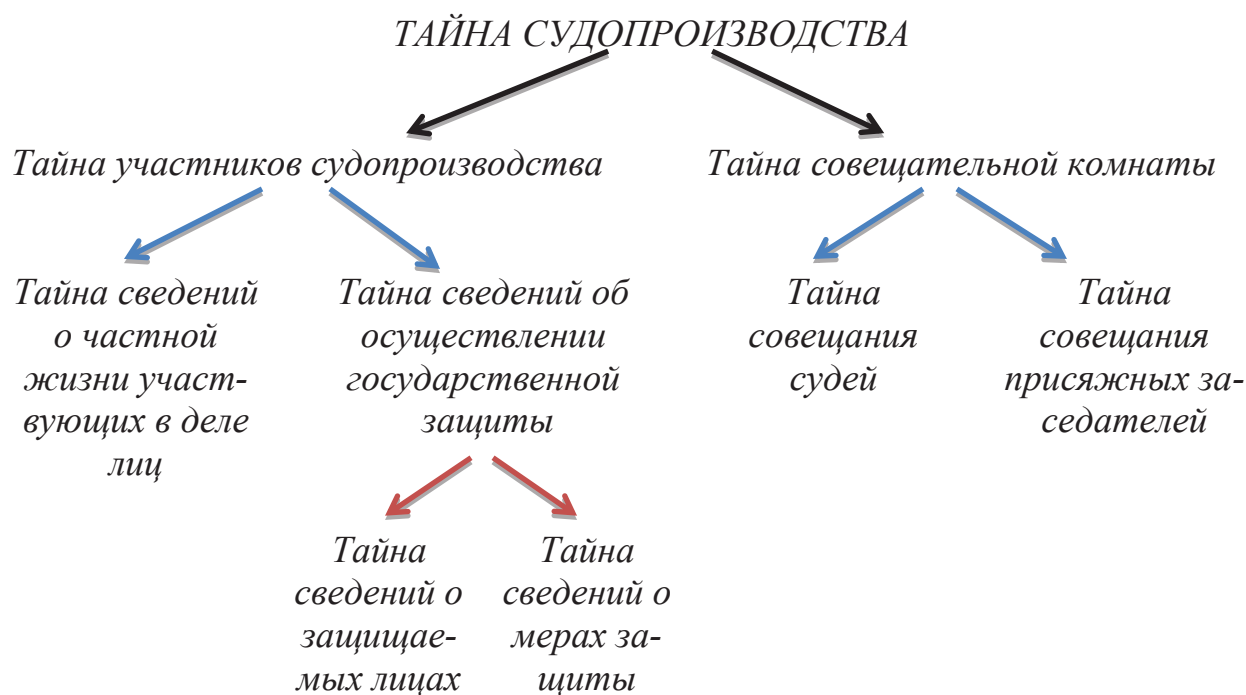 ТАЙНА СУДОПРОИЗВОДСТВА
Тайна участников судопроизводства
Тайна совещательной комнаты
Тайна сведений
о частной
жизни участ-
вующих в деле
лиц
Тайна сведений об
осуществлении
государственной
защиты
Тайна
совещания
судей
Тайна
совещания
присяжных за-
седателей
Тайна
сведений о
защищае-
мых лицах
Тайна
сведений о
мерах за-
щиты